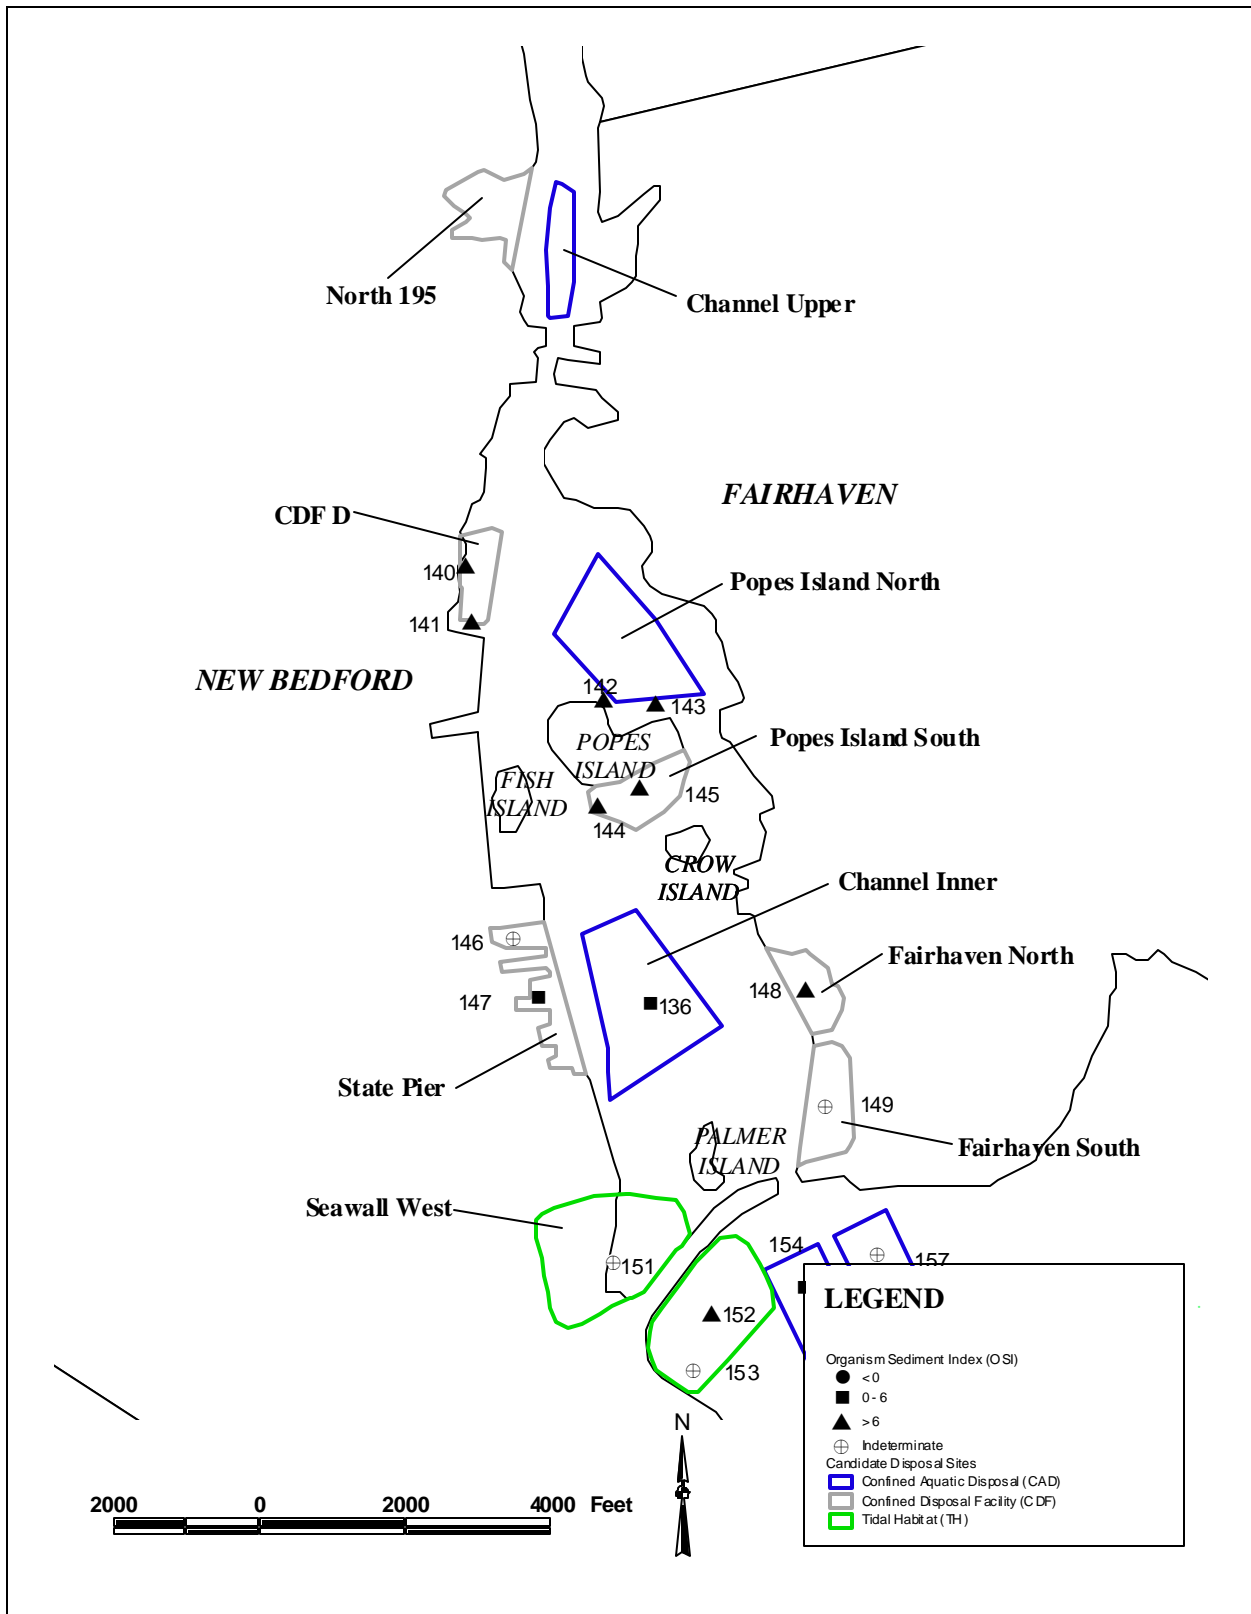 North 195
Channel Upper
FAIRHAVEN
CDF D
140
Popes Island North
141
NEW BEDFORD
142
143
Popes Island South
POPES
ISLAND
FISH
ISLAND
145
144
CROW
ISLAND
Channel Inner
146
Fairhaven North
147
136
148
State Pier
149
PALMER
ISLAND
Fairhaven South
Seawall West
151
154
157
152
153
LEGEND
Organism Sediment Index (OSI)
<0
0-6
>6
Indeterminate
Candidate Disposal Sites
Confined Aquatic Disposal (CAD)
Confined Disposal Facility (CDF)
Tidal Habitat (TH)
N
2000 0 2000 4000 Feet